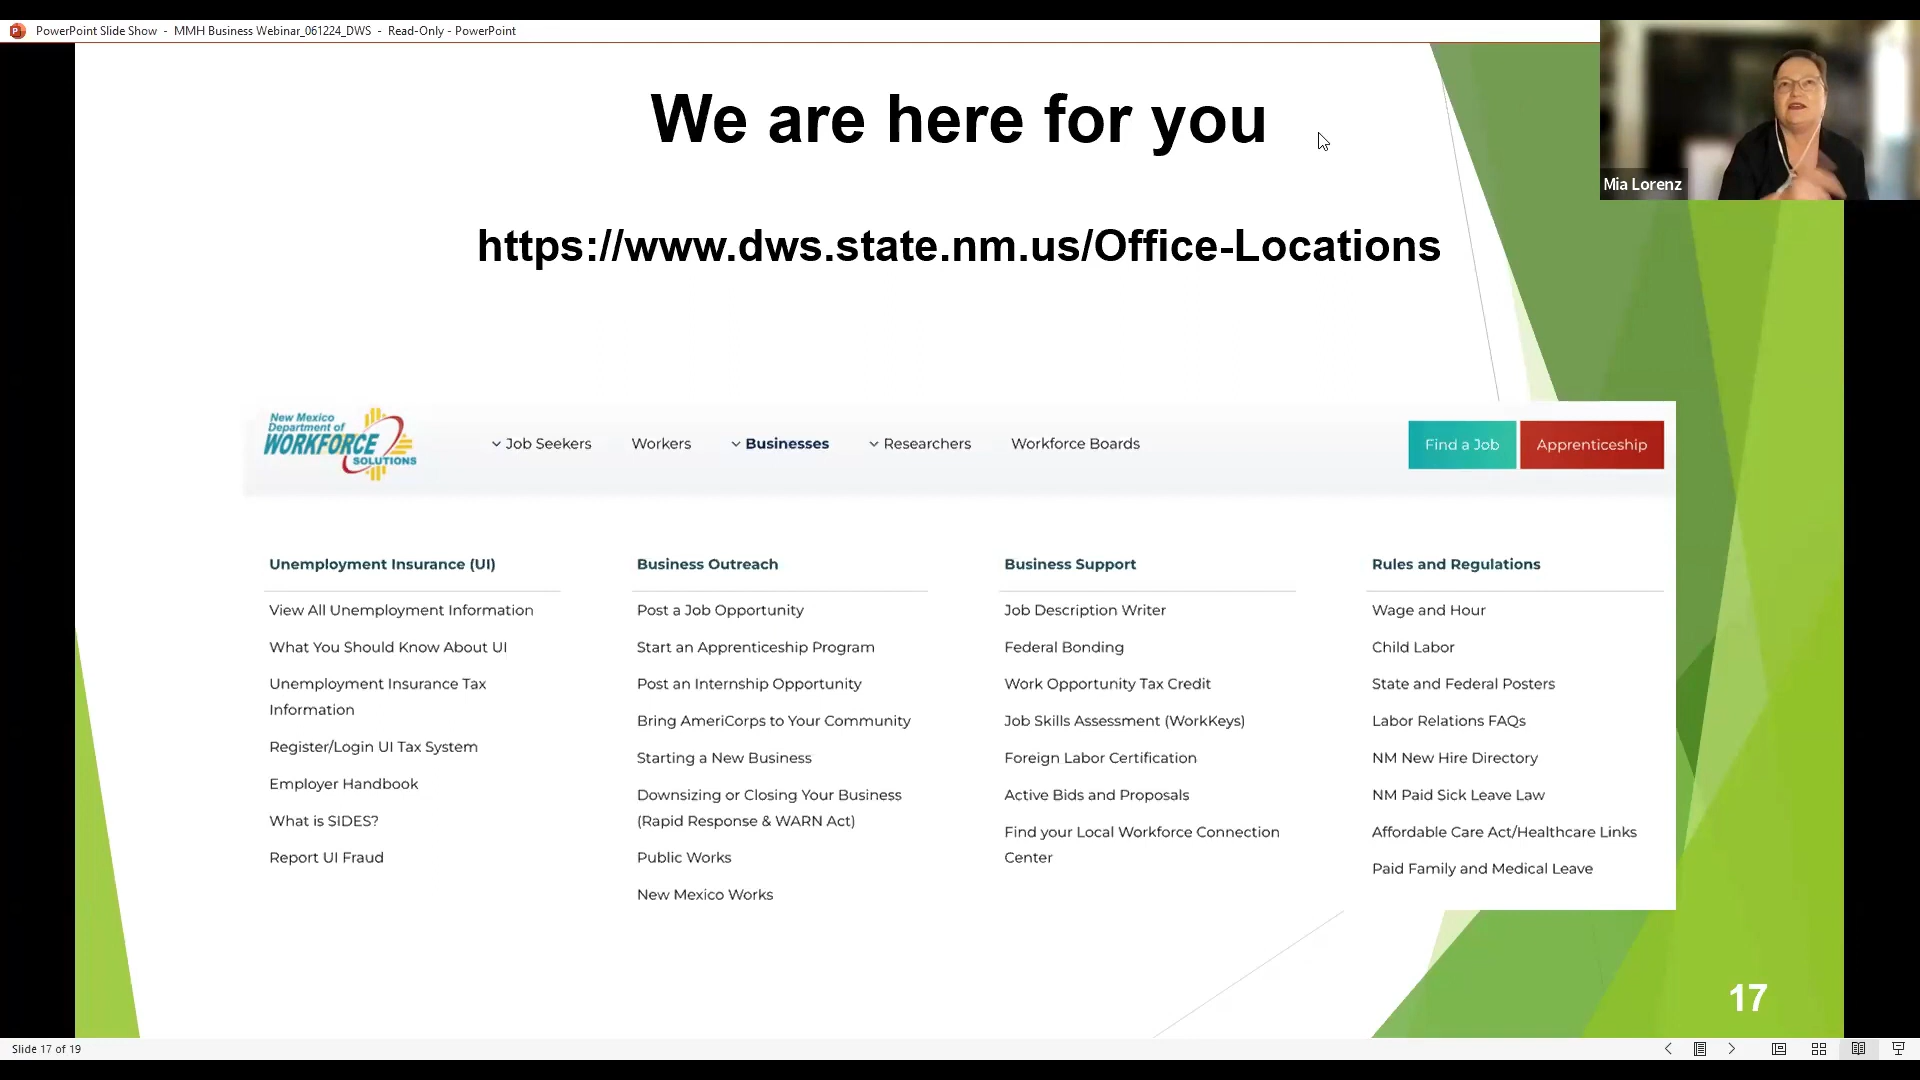 PowerPoint Slide Show - MMH Business Webinar_061224_DWS - Read-Only - PowerPoint
Mia Lorenz
We are here for you
https://www.dws.state.nm.us/Office-Locations
New Mexico
Department of
WORKFORCE
SOLUTIONS
Job Seekers
Workers
Businesses
Researchers
Workforce Boards
Find a Job
Apprenticeship
Unemployment Insurance (UI)
View All Unemployment Information
What You Should Know About UI
Unemployment Insurance Tax
Information
Register/Login UI Tax System
Employer Handbook
What is SIDES?
Report UI Fraud
Business Outreach
Post a Job Opportunity
Start an Apprenticeship Program
Post an Internship Opportunity
Bring AmeriCorps to Your Community
Starting a New Business
Downsizing or Closing Your Business
(Rapid Response & WARN Act)
Public Works
New Mexico Works
Business Support
Job Description Writer
Federal Bonding
Work Opportunity Tax Credit
Job Skills Assessment (WorkKeys)
Foreign Labor Certification
Active Bids and Proposals
Find your Local Workforce Connection
Center
Rules and Regulations
Wage and Hour
Child Labor
State and Federal Posters
Labor Relations FAQs
NM New Hire Directory
NM Paid Sick Leave Law
Affordable Care Act/Healthcare Links
Paid Family and Medical Leave
17
Slide 17 of 19